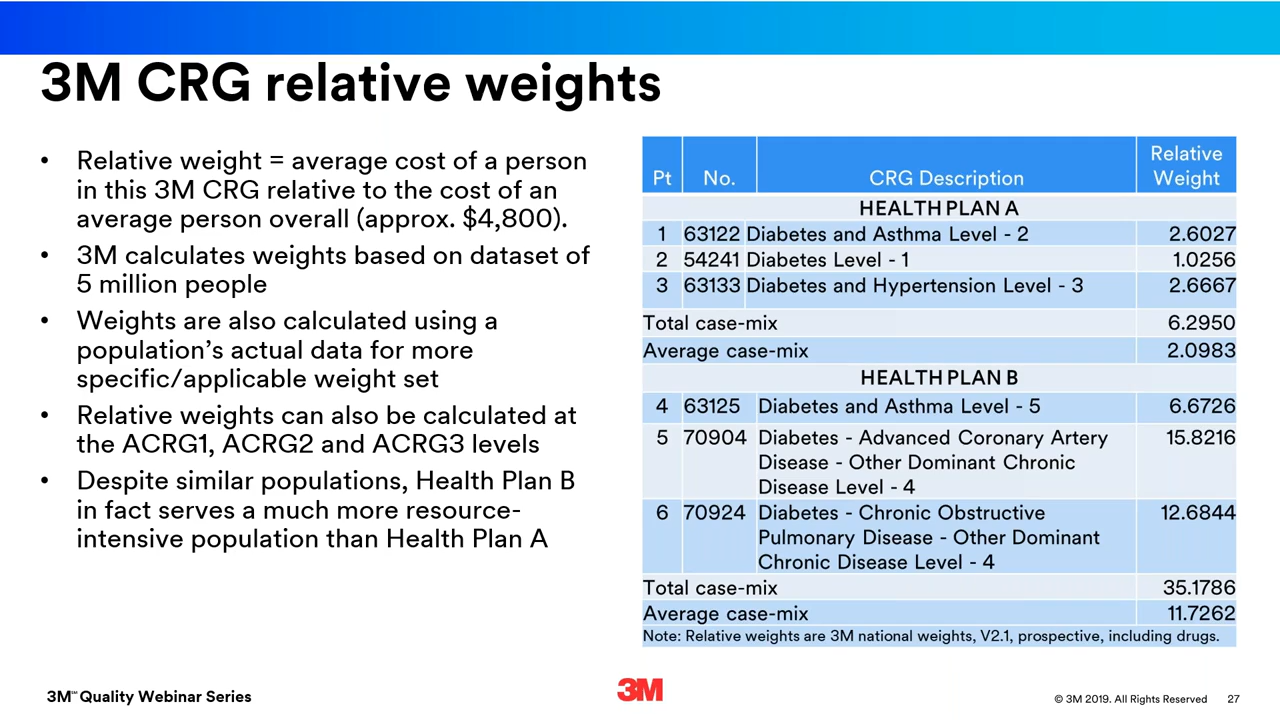 3M CRG relative weights
• Relative weight = average cost of a person
in this 3M CRG relative to the cost of an
average person overall (approx. $4,800).
• 3M calculates weights based on dataset of
5 million people
• Weights are also calculated using a
population's actual data for more
specific/applicable weight set
• Relative weights can also be calculated at
the ACRG1, ACRG2 and ACRG3 levels
• Despite similar populations, Health Plan B
in fact serves a much more resource-
intensive population than Health Plan A
Pt No. CRG Description Relative
Weight
HEALTH PLAN A
1 63122 Diabetes and Asthma Level - 2 2.6027
2 54241 Diabetes Level - 1 1.0256
3 63133 Diabetes and Hypertension Level - 3 2.6667
Total case-mix 6.2950
Average case-mix 2.0983
HEALTH PLAN B
4 63125 Diabetes and Asthma Level - 5 6.6726
5 70904 Diabetes - Advanced Coronary Artery 15.8216
Disease - Other Dominant Chronic
Disease Level - 4
6 70924 Diabetes - Chronic Obstructive 12.6844
Pulmonary Disease - Other Dominant
Chronic Disease Level - 4
Total case-mix 35.1786
Average case-mix 11.7262
Note: Relative weights are 3M national weights, V2.1, prospective, including drugs.
3M℠ Quality Webinar Series
3M
© 3M 2019. All Rights Reserved 27